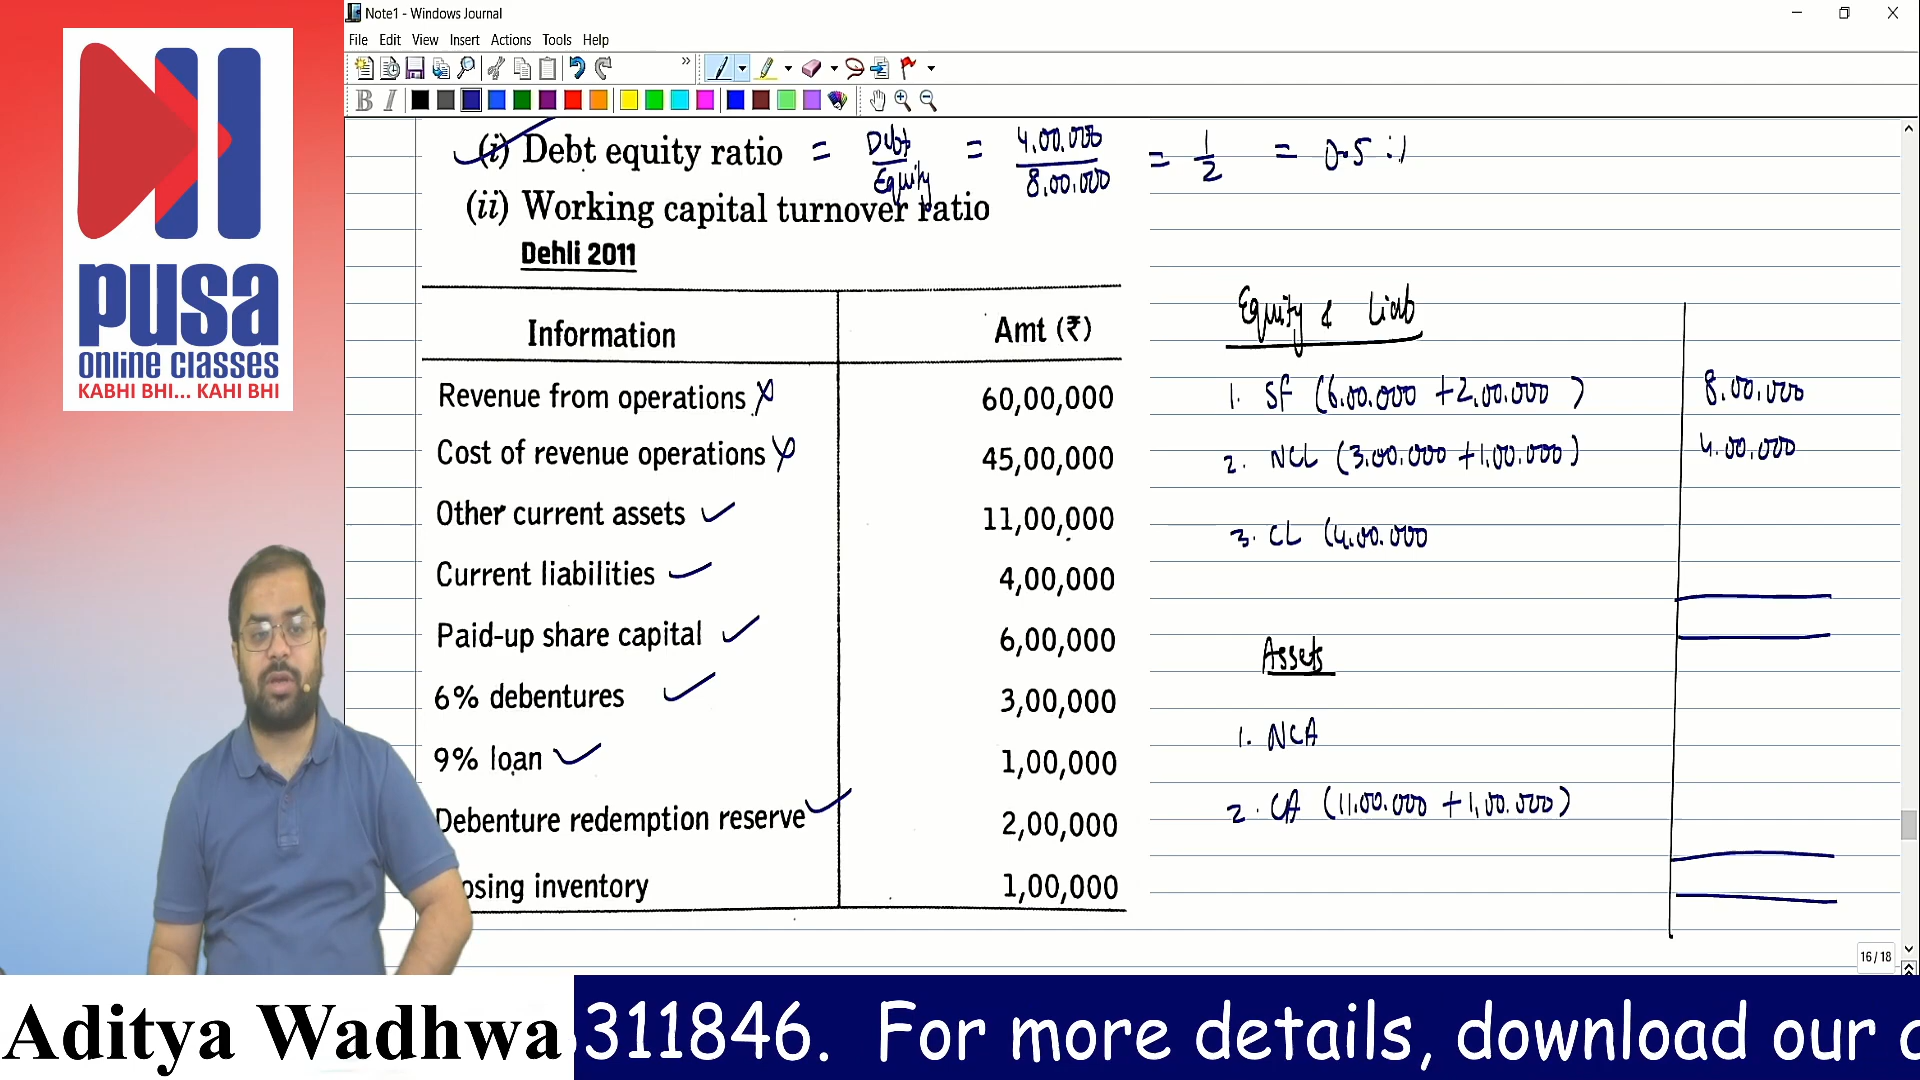 Note1 - Windows Journal
File Edit View Insert Actions Tools Help
B I
PUSA
ONLINE CLASSES
KABHI BHI... KAHI BHI
(i) Debt equity ratio = Debt / Equity = 4,00,000 / 8,00,000 = 1/2 = 0.5 : 1
(ii) Working capital turnover ratio
Dehli 2011
Information Amt (₹)
Revenue from operations 60,00,000
Cost of revenue operations 45,00,000
Other current assets 11,00,000
Current liabilities 4,00,000
Paid-up share capital 6,00,000
6% debentures 3,00,000
9% loan 1,00,000
Debenture redemption reserve 2,00,000
osing inventory 1,00,000
Equity & Liab
1. SF (6,00,000 + 2,00,000) 8,00,000
2. NCL (3,00,000 + 1,00,000) 4,00,000
3. CL (4,00,000
Assets
1. NCA
2. CA (11,00,000 + 1,00,000)
16 / 18
Aditya Wadhwa
311846. For more details, download our